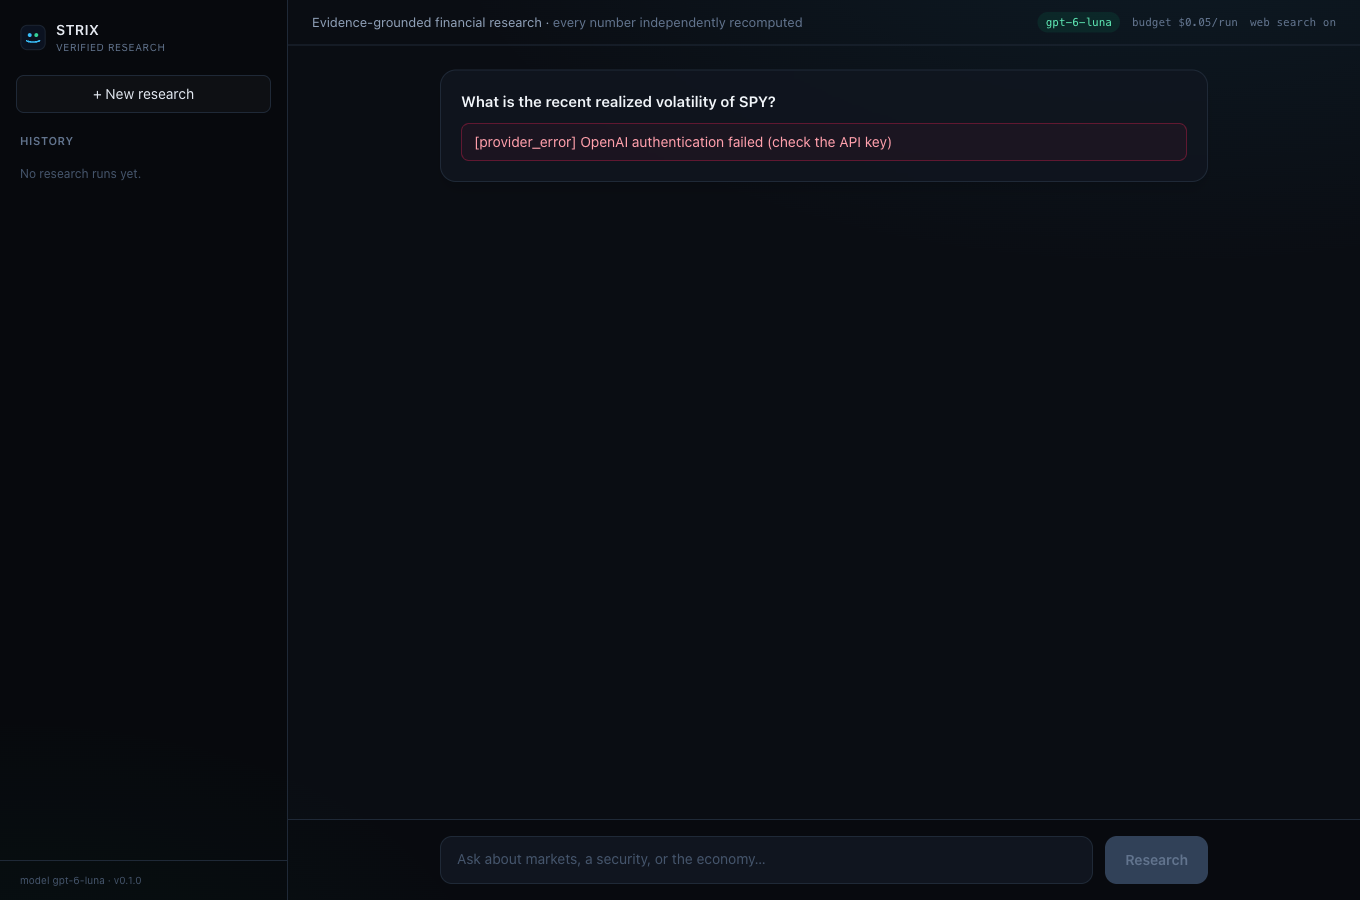 STRIX
VERIFIED RESEARCH
+ New research
HISTORY
No research runs yet.
model gpt-6-luna · v0.1.0
Evidence-grounded financial research · every number independently recomputed
gpt-6-luna budget $0.05/run web search on
What is the recent realized volatility of SPY?
[provider_error] OpenAI authentication failed (check the API key)
Ask about markets, a security, or the economy…
Research